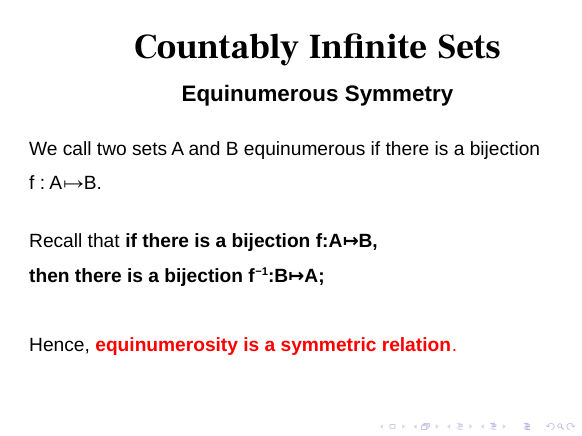 Countably Infinite Sets
Equinumerous Symmetry
We call two sets A and B equinumerous if there is a bijection
f : A↦B.
Recall that if there is a bijection f:A↦B,
then there is a bijection f⁻¹:B↦A;
Hence, equinumerosity is a symmetric relation.